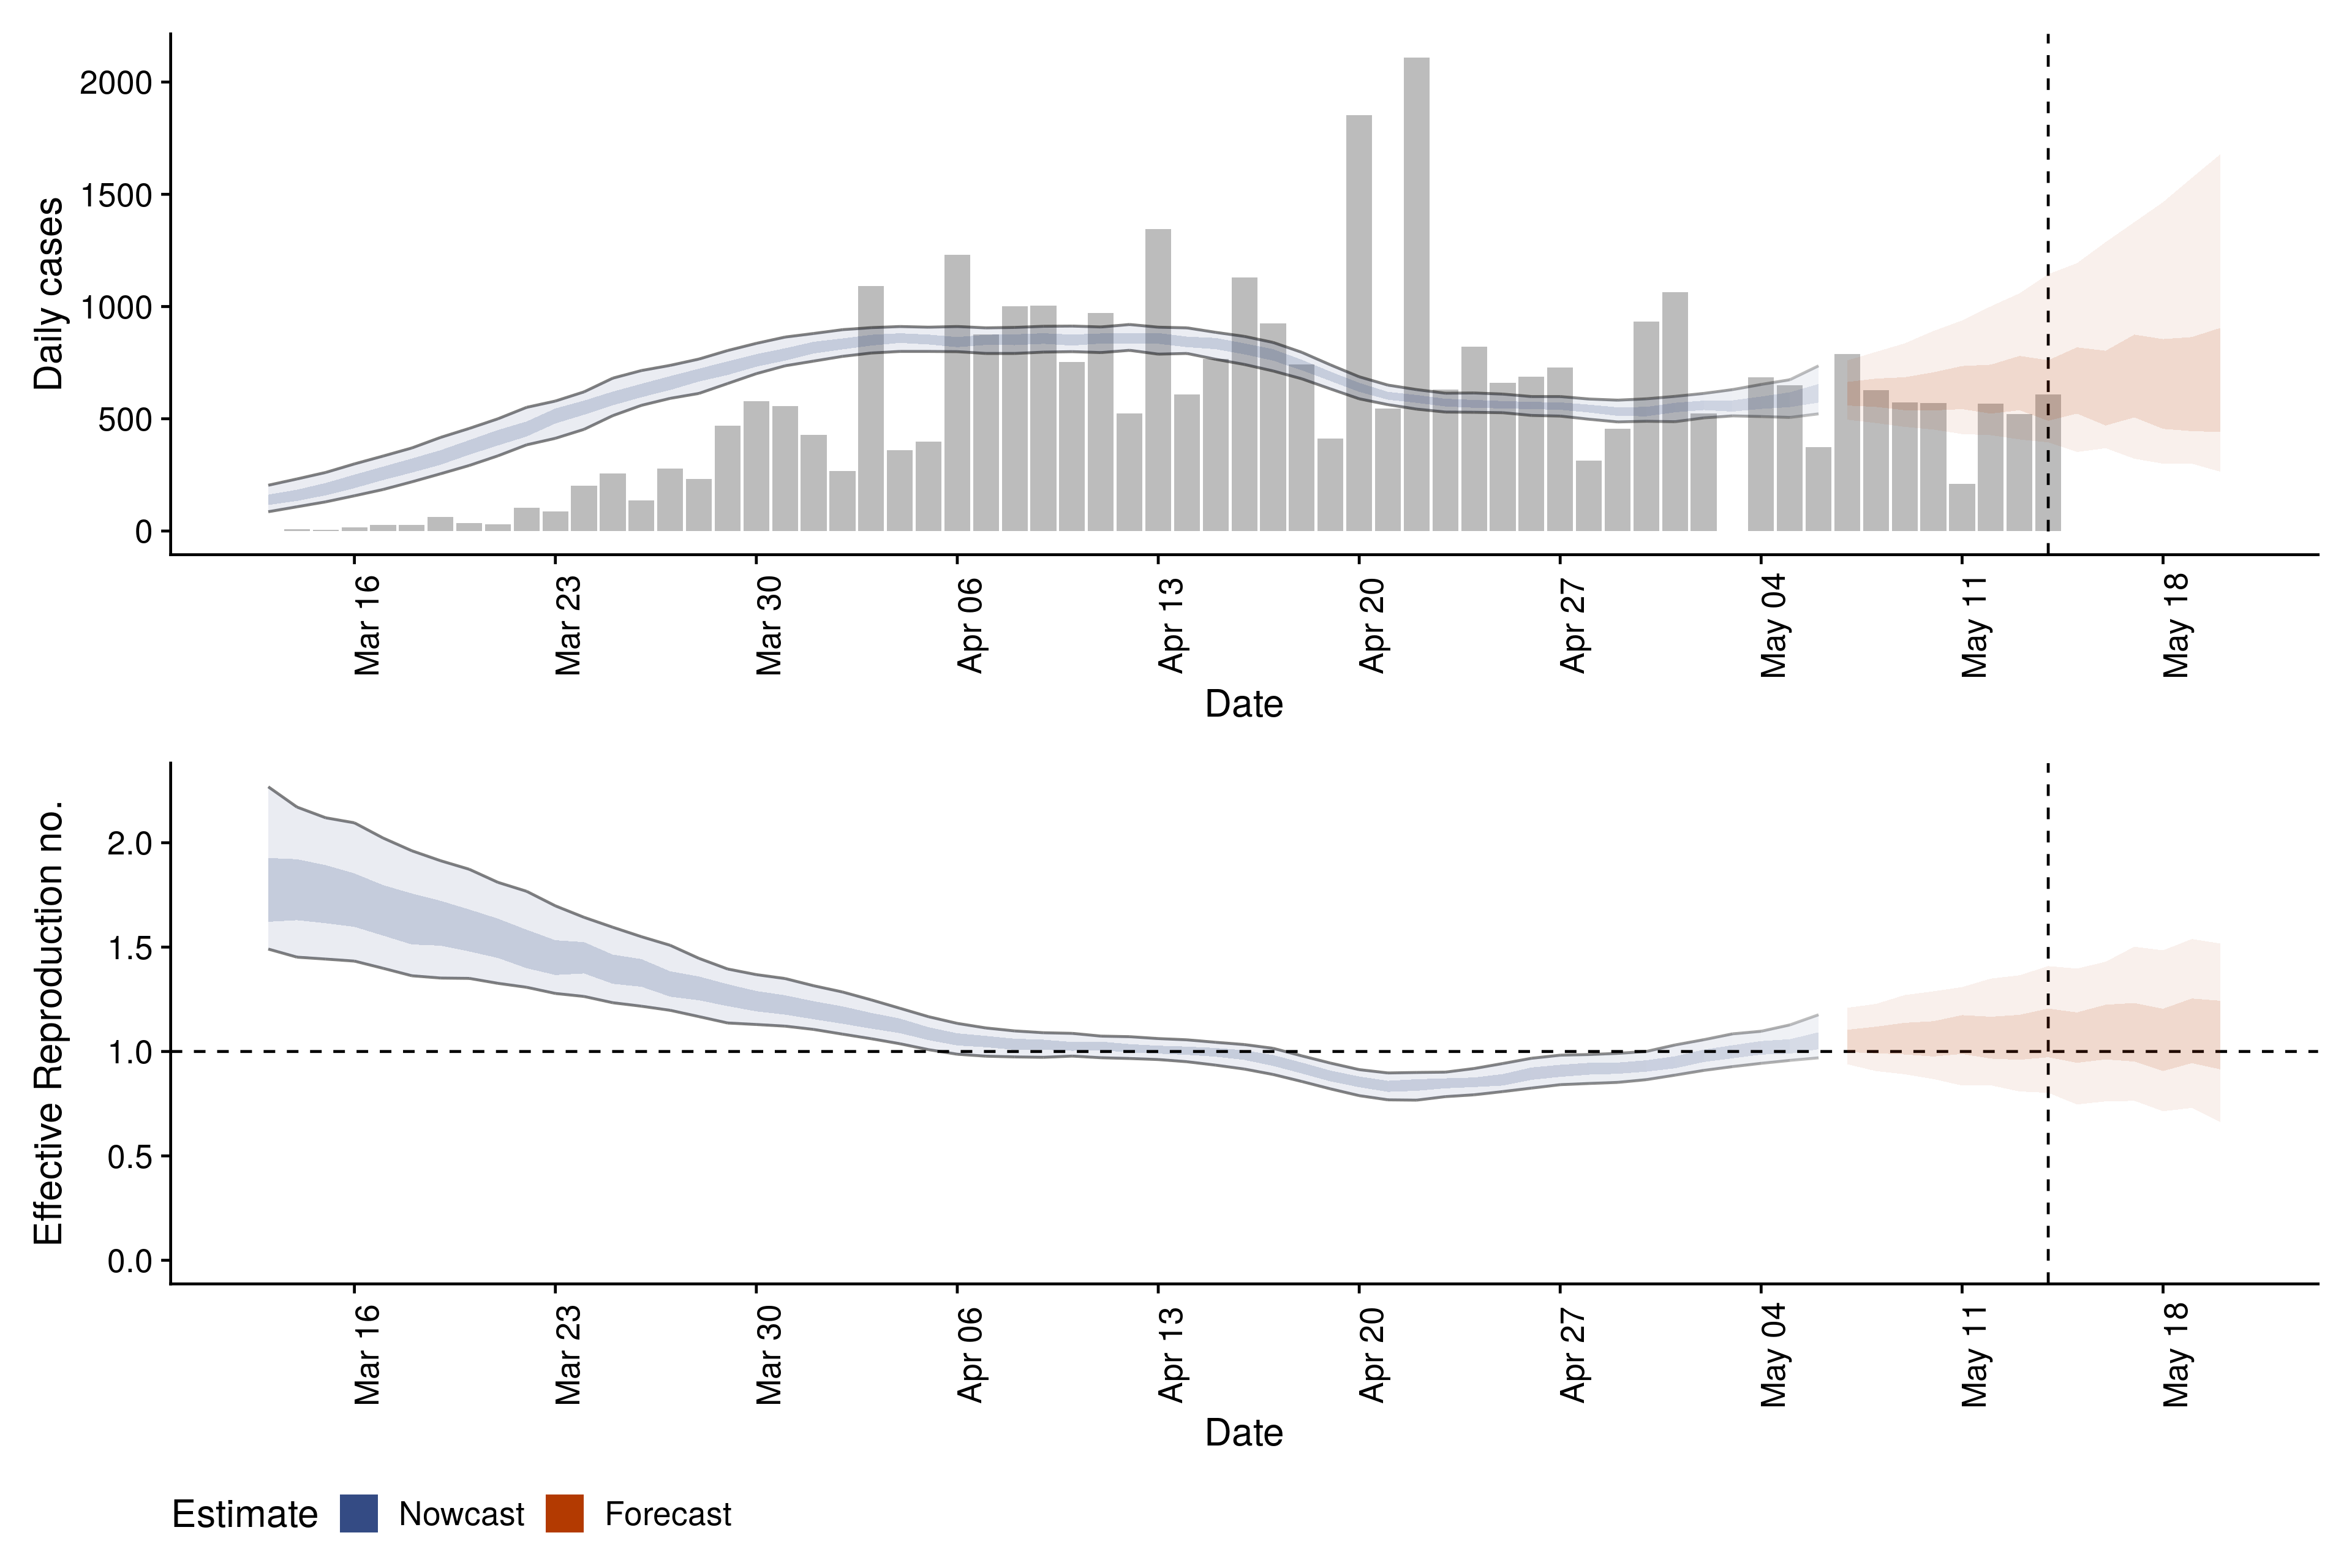 Daily cases
2000
1500
1000
500
0
Mar 16
Mar 23
Mar 30
Apr 06
Apr 13
Apr 20
Apr 27
May 04
May 11
May 18
Date
Effective Reproduction no.
2.0
1.5
1.0
0.5
0.0
Mar 16
Mar 23
Mar 30
Apr 06
Apr 13
Apr 20
Apr 27
May 04
May 11
May 18
Date
Estimate Nowcast Forecast